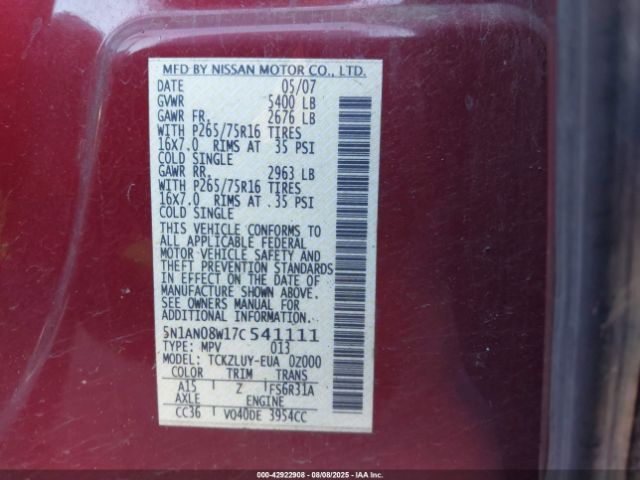 MFD BY NISSAN MOTOR CO., LTD.
DATE 05/07
GVWR 5400 LB
GAWR FR. 2676 LB
WITH P265/75R16 TIRES
16X7.0 RIMS AT 35 PSI
COLD SINGLE
GAWR RR. 2963 LB
WITH P265/75R16 TIRES
16X7.0 RIMS AT 35 PSI
COLD SINGLE
THIS VEHICLE CONFORMS TO
ALL APPLICABLE FEDERAL
MOTOR VEHICLE SAFETY AND
THEFT PREVENTION STANDARDS
IN EFFECT ON THE DATE OF
MANUFACTURE SHOWN ABOVE.
SEE OWNERS MANUAL FOR
ADDITIONAL INFORMATION.
5N1AN08W17C541111
TYPE: MPV 013
MODEL: TCKZLUY-EUA 0Z000
COLOR TRIM TRANS
A15 Z FS6R31A
AXLE ENGINE
CC36 VQ40DE 3954CC
000-42922908 - 08/08/2025 - IAAI.com